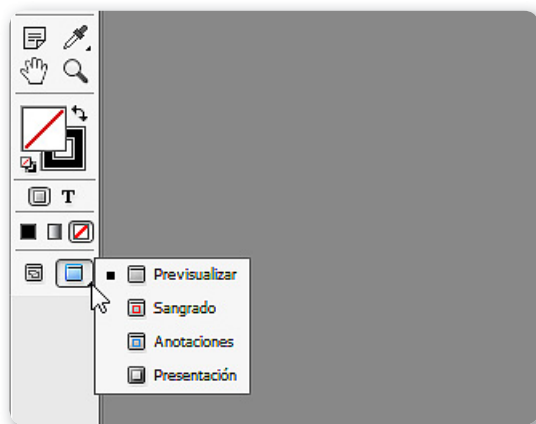 T
Previsualizar
Sangrado
Anotaciones
Presentación